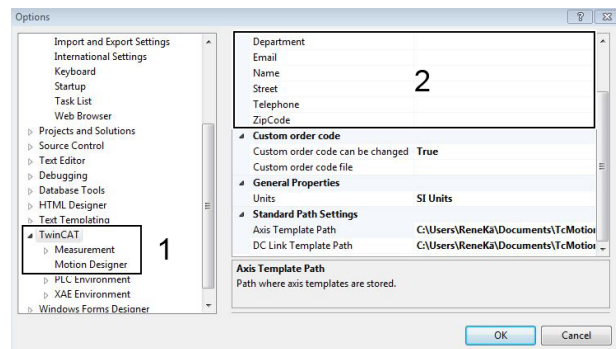 Options
Import and Export Settings
International Settings
Keyboard
Startup
Task List
Web Browser
Projects and Solutions
Source Control
Text Editor
Debugging
Database Tools
HTML Designer
Text Templating
TwinCAT
Measurement
Motion Designer
PLC Environment
XAE Environment
Windows Forms Designer
1
Department
Email
Name
Street
Telephone
ZipCode
2
Custom order code
Custom order code can be changed True
Custom order code file
General Properties
Units SI Units
Standard Path Settings
Axis Template Path C:\Users\ReneKä\Documents\TcMotion
DC Link Template Path C:\Users\ReneKä\Documents\TcMotion
Axis Template Path
Path where axis templates are stored.
OK Cancel